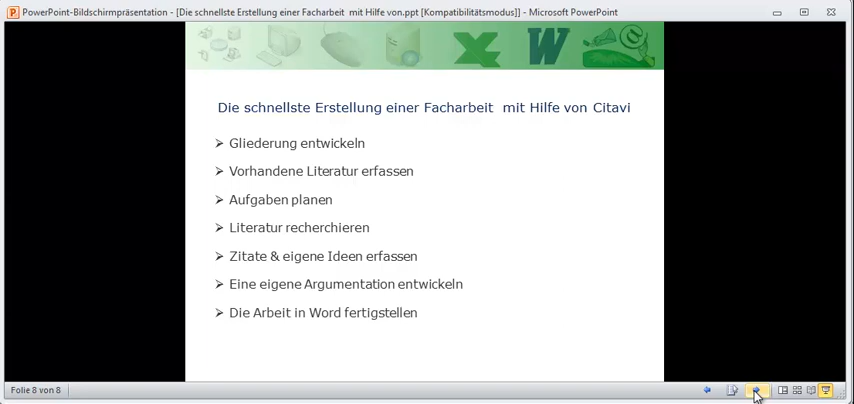 PowerPoint-Bildschirmpräsentation - [Die schnellste Erstellung einer Facharbeit  mit Hilfe von.ppt [Kompatibilitätsmodus]] - Microsoft PowerPoint
Die schnellste Erstellung einer Facharbeit  mit Hilfe von Citavi
➢ Gliederung entwickeln
➢ Vorhandene Literatur erfassen
➢ Aufgaben planen
➢ Literatur recherchieren
➢ Zitate & eigene Ideen erfassen
➢ Eine eigene Argumentation entwickeln
➢ Die Arbeit in Word fertigstellen
Folie 8 von 8